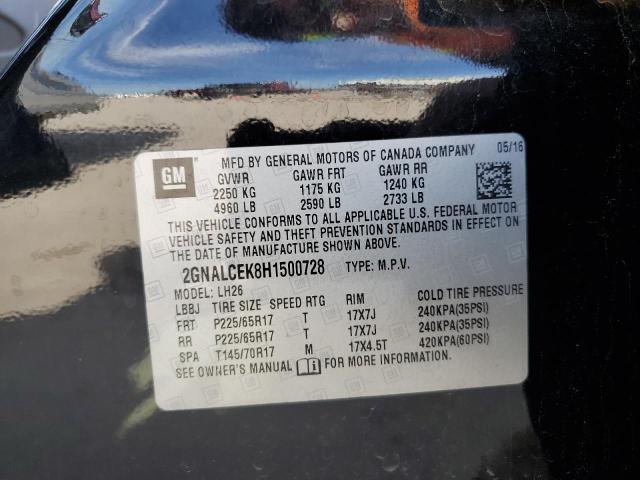 GM
MFD BY GENERAL MOTORS OF CANADA COMPANY 05/16
GVWR GAWR FRT GAWR RR
2250 KG 1175 KG 1240 KG
4960 LB 2590 LB 2733 LB
THIS VEHICLE CONFORMS TO ALL APPLICABLE U.S. FEDERAL MOTOR
VEHICLE SAFETY AND THEFT PREVENTION STANDARDS IN EFFECT ON
THE DATE OF MANUFACTURE SHOWN ABOVE.
2GNALCEK8H1500728 TYPE: M.P.V.
MODEL: LH26
LBBJ TIRE SIZE SPEED RTG RIM COLD TIRE PRESSURE
FRT P225/65R17 T 17X7J 240KPA(35PSI)
RR P225/65R17 T 17X7J 240KPA(35PSI)
SPA T145/70R17 M 17X4.5T 420KPA(60PSI)
SEE OWNER'S MANUAL FOR MORE INFORMATION.